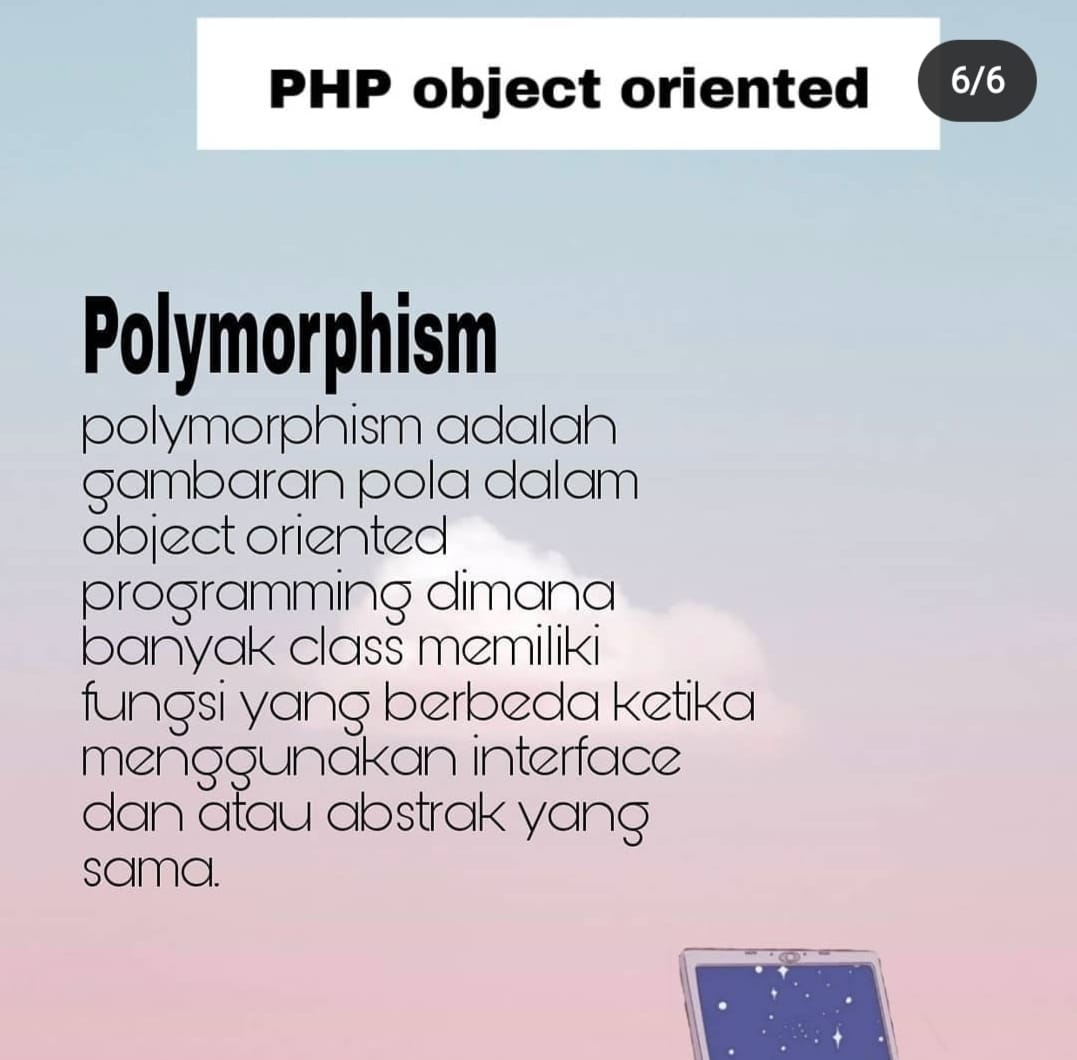 PHP object oriented
6/6
Polymorphism
polymorphism adalah
gambaran pola dalam
object oriented
programming dimana
banyak class memiliki
fungsi yang berbeda ketika
menggunakan interface
dan atau abstrak yang
sama.